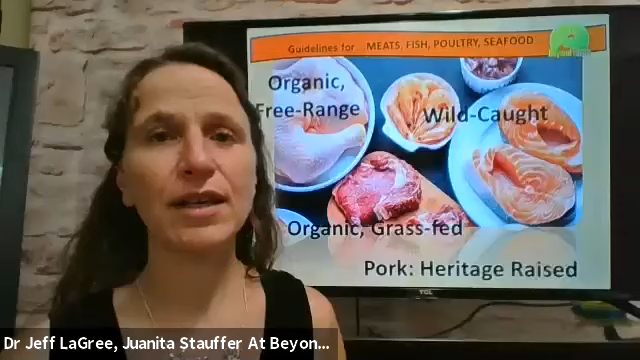 Guidelines for MEATS, FISH, POULTRY, SEAFOOD
Organic,
Free-Range
Wild-Caught
Organic, Grass-fed
Pork: Heritage Raised
TCL
Dr Jeff LaGree, Juanita Stauffer At Beyon...